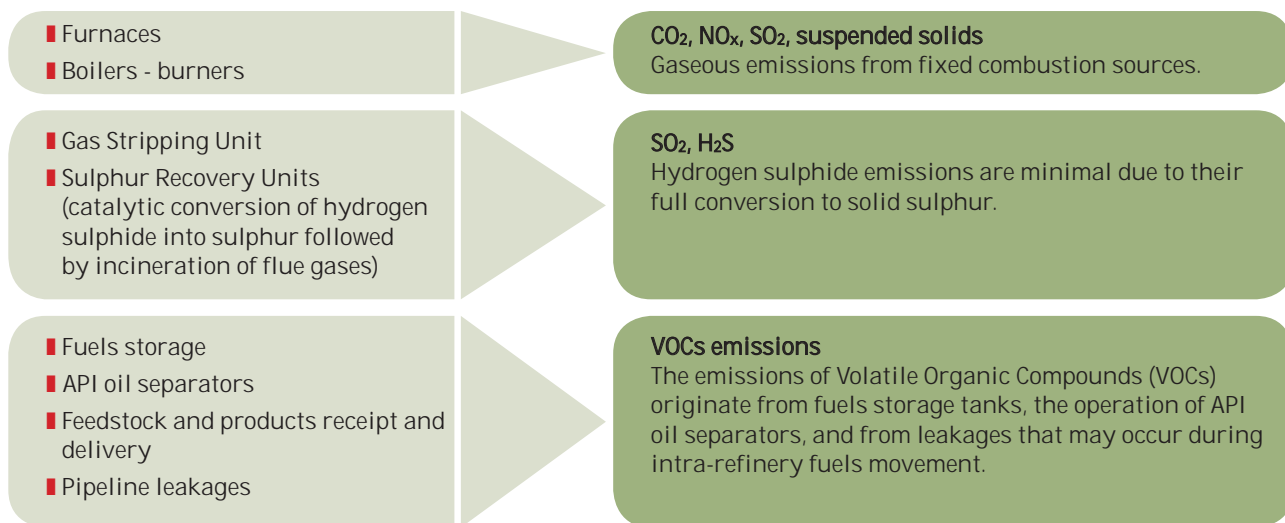 Furnaces
Boilers - burners
CO₂, NOₓ, SO₂, suspended solids
Gaseous emissions from fixed combustion sources.
Gas Stripping Unit
Sulphur Recovery Units
(catalytic conversion of hydrogen
sulphide into sulphur followed
by incineration of flue gases)
SO₂, H₂S
Hydrogen sulphide emissions are minimal due to their
full conversion to solid sulphur.
Fuels storage
API oil separators
Feedstock and products receipt and
delivery
Pipeline leakages
VOCs emissions
The emissions of Volatile Organic Compounds (VOCs)
originate from fuels storage tanks, the operation of API
oil separators, and from leakages that may occur during
intra-refinery fuels movement.